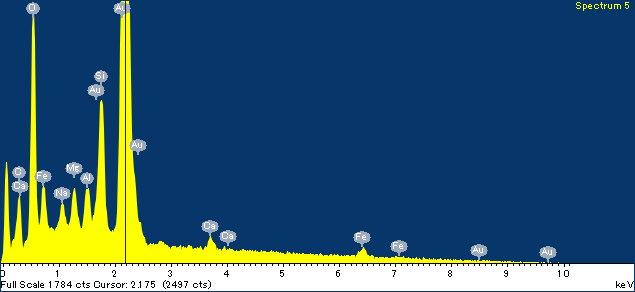 Spectrum 5
O Au
Si
Au
Au
O Mg
Ca Fe Al
Na
Ca
Ca Fe
Fe Au Au
0 1 2 3 4 5 6 7 8 9 10
Full Scale 1784 cts Cursor: 2.175 (2497 cts) keV